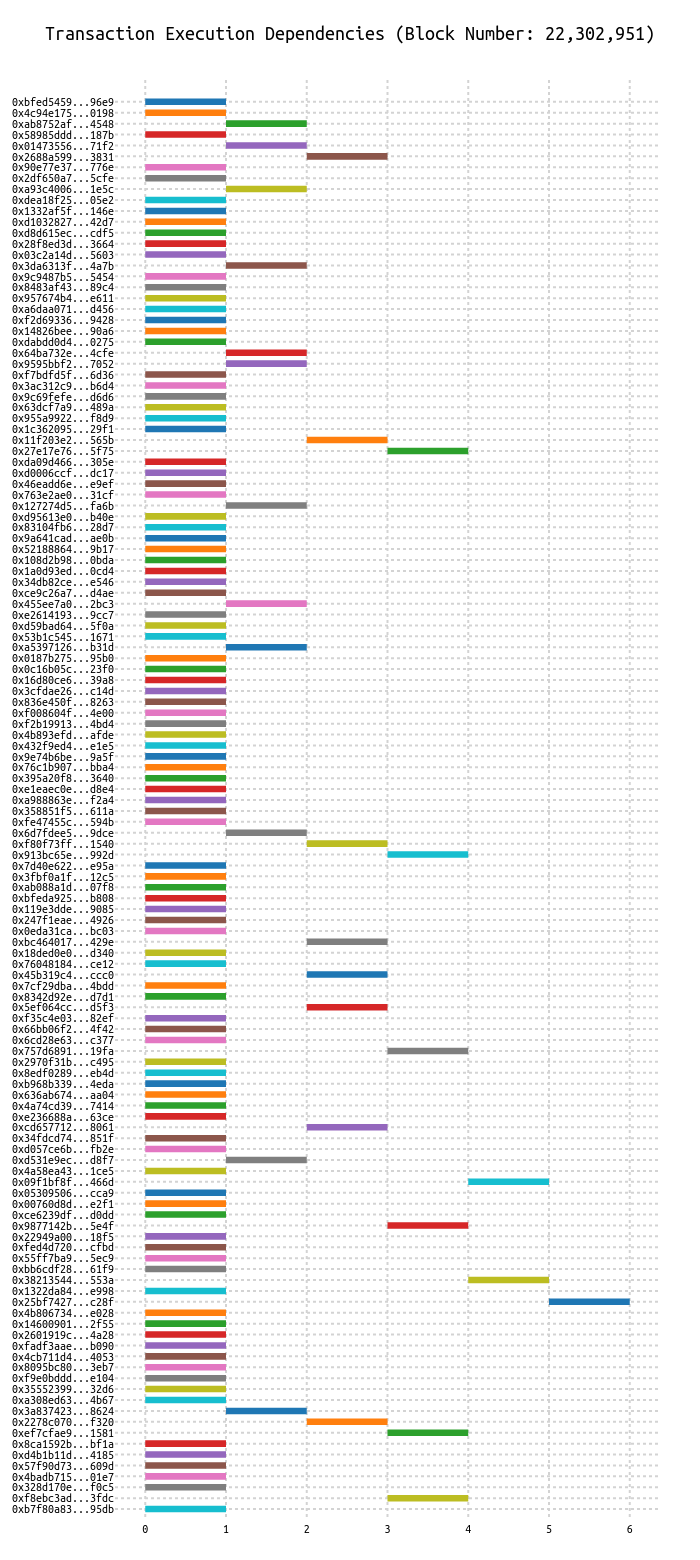 Transaction Execution Dependencies (Block Number: 22,302,951)
0xbfed5459...96e9
0x4c94e175...0198
0xab8752af...4548
0x58985ddd...187b
0x01473556...71f2
0x2688a599...3831
0x90e77e37...776e
0x2df650a7...5cfe
0xa93c4006...1e5c
0xdea18f25...05e2
0x1332af5f...146e
0xd1032827...42d7
0xd8d615ec...cdf5
0x28f8ed3d...3664
0x03c2a14d...5603
0x3da6313f...4a7b
0x9c9487b5...5454
0x8483af43...89c4
0x957674b4...e611
0xa6daa071...d456
0xf2d69336...9428
0x14826bee...90a6
0xdabdd0d4...0275
0x64ba732e...4cfe
0x9595bbf2...7052
0xf7bdfd5f...6d36
0x3ac312c9...b6d4
0x9c69fefe...d6d6
0x63dcf7a9...489a
0x955a9922...f8d9
0x1c362095...29f1
0x11f203e2...565b
0x27e17e76...5f75
0xda09d466...305e
0xd0006ccf...dc17
0x46eadd6e...e9ef
0x763e2ae0...31cf
0x127274d5...fa6b
0xd95613e0...b40e
0x83104fb6...28d7
0x9a641cad...ae0b
0x52188864...9b17
0x108d2b98...0bda
0x1a0d93ed...0cd4
0x34db82ce...e546
0xce9c26a7...d4ae
0x455ee7a0...2bc3
0xe2614193...9cc7
0xd59bad64...5f0a
0x53b1c545...1671
0xa5397126...b31d
0x0187b275...95b0
0x0c16b05c...23f0
0x16d80ce6...39a8
0x3cfdae26...c14d
0x836e450f...8263
0xf008604f...4e00
0xf2b19913...4bd4
0x4b893efd...afde
0x432f9ed4...e1e5
0x9e74b6be...9a5f
0x76c1b907...bba4
0x395a20f8...3640
0xe1eaec0e...d8e4
0xa988863e...f2a4
0x358851f5...611a
0xfe47455c...594b
0x6d7fdee5...9dce
0xf80f73ff...1540
0x913bc65e...992d
0x7d40e622...e95a
0x3fbf0a1f...12c5
0xab088a1d...07f8
0xbfeda925...b808
0x119e3dde...9085
0x247f1eae...4926
0x0eda31ca...bc03
0xbc464017...429e
0x18ded0e0...d340
0x76048184...ce12
0x45b319c4...ccc0
0x7cf29dba...4bdd
0x8342d92e...d7d1
0x5ef064cc...d5f3
0xf35c4e03...82ef
0x66bb06f2...4f42
0x6cd28e63...c377
0x757d6891...19fa
0x2970f31b...c495
0x8edf0289...eb4d
0xb968b339...4eda
0x636ab674...aa04
0x4a74cd39...7414
0xe236688a...63ce
0xcd657712...8061
0x34fdcd74...851f
0xd057ce6b...fb2e
0xd531e9ec...d8f7
0x4a58ea43...1ce5
0x09f1bf8f...466d
0x05309506...cca9
0x00760d8d...e2f1
0xce6239df...d0dd
0x9877142b...5e4f
0x22949a00...18f5
0xfed4d720...cfbd
0x55ff7ba9...5ec9
0xbb6cdf28...61f9
0x38213544...553a
0x1322da84...e998
0x25bf7427...c28f
0x4b806734...e028
0x14600901...2f55
0x2601919c...4a28
0xfadf3aae...b090
0x4cb711d4...4053
0x8095bc80...3eb7
0xf9e0bddd...e104
0x35552399...32d6
0xa308ed63...4b67
0x3a837423...8624
0x2278c070...f320
0xef7cfae9...1581
0x8ca1592b...bf1a
0xd4b1b11d...4185
0x57f90d73...609d
0x4badb715...01e7
0x328d170e...f0c5
0xf8ebc3ad...3fdc
0xb7f80a83...95db
0 1 2 3 4 5 6